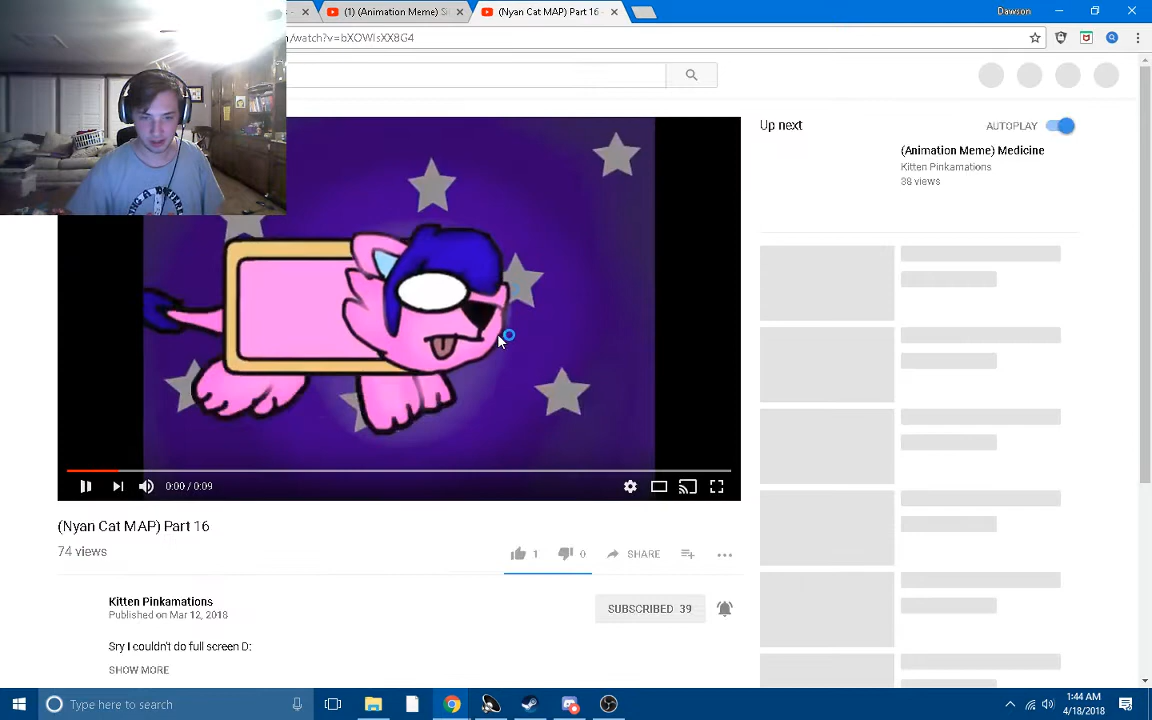 Dawson
(1) (Animation Meme) Si
(Nyan Cat MAP) Part 16 -
/watch?v=bXOWIsXX8G4
Up next
AUTOPLAY
(Animation Meme) Medicine
Kitten Pinkamations
38 views
0:00 / 0:09
(Nyan Cat MAP) Part 16
74 views
1
0
SHARE
Kitten Pinkamations
Published on Mar 12, 2018
SUBSCRIBED 39
Sry I couldn't do full screen D:
SHOW MORE
Type here to search
1:44 AM
4/18/2018